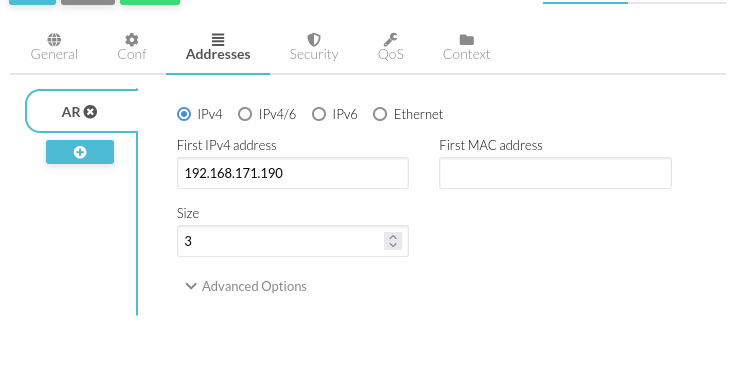 General Conf Addresses Security QoS Context
AR
IPv4 IPv4/6 IPv6 Ethernet
First IPv4 address First MAC address
192.168.171.190
Size
3
Advanced Options